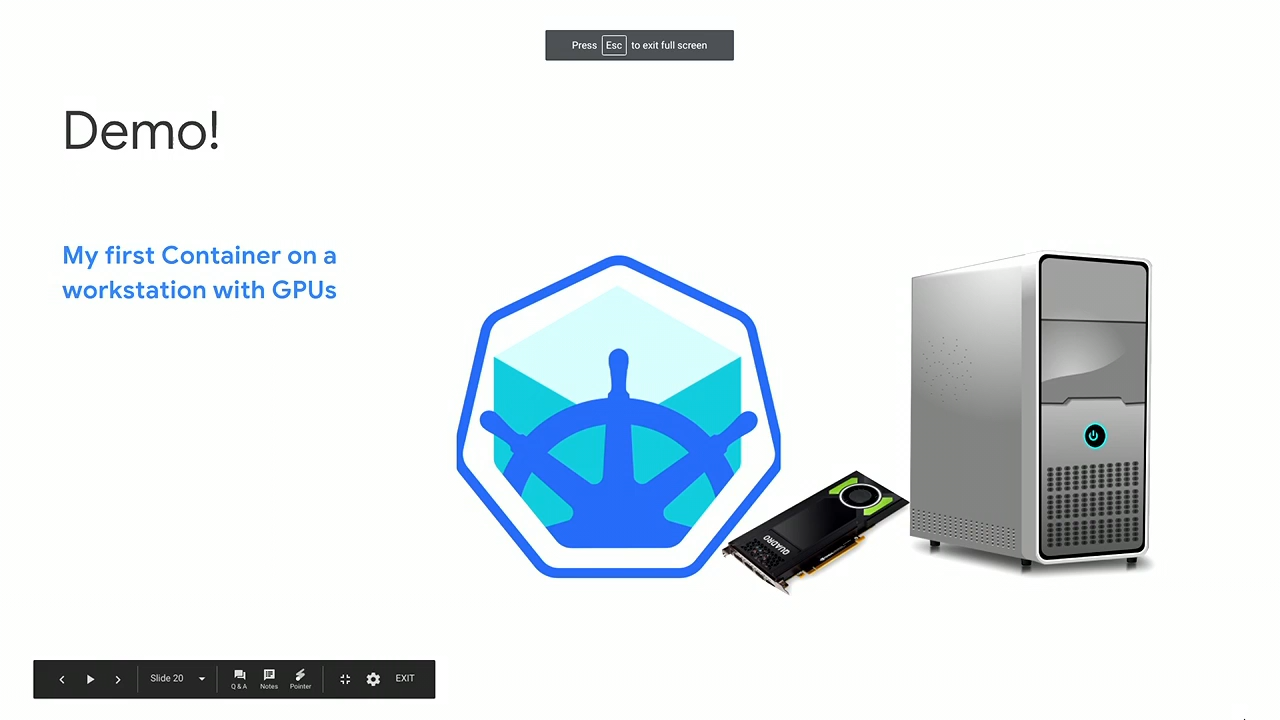 Press Esc to exit full screen
Demo!
My first Container on a
workstation with GPUs
QUADRO
Slide 20
Q & A
Notes
Pointer
EXIT